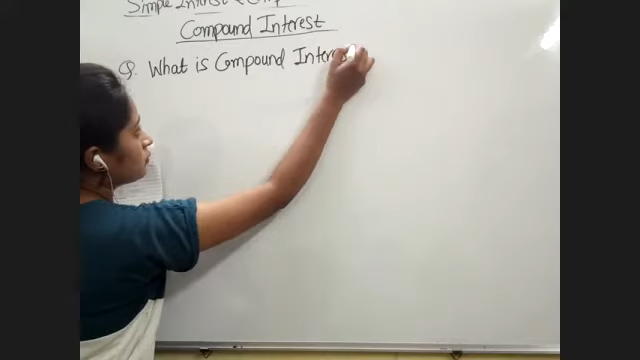 Simple Interest &
Compound Interest
Q. What is Compound